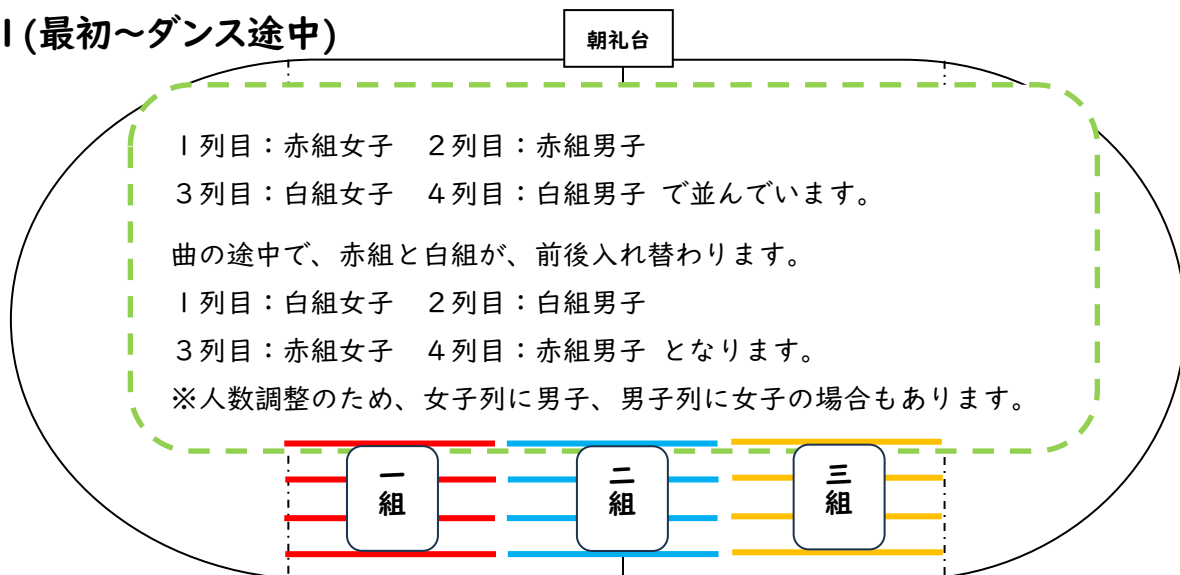 1(最初～ダンス途中)
朝礼台
１列目：赤組女子　２列目：赤組男子
３列目：白組女子　４列目：白組男子 で並んでいます。
曲の途中で、赤組と白組が、前後入れ替わります。
１列目：白組女子　２列目：白組男子
３列目：赤組女子　４列目：赤組男子 となります。
※人数調整のため、女子列に男子、男子列に女子の場合もあります。
一組
二組
三組